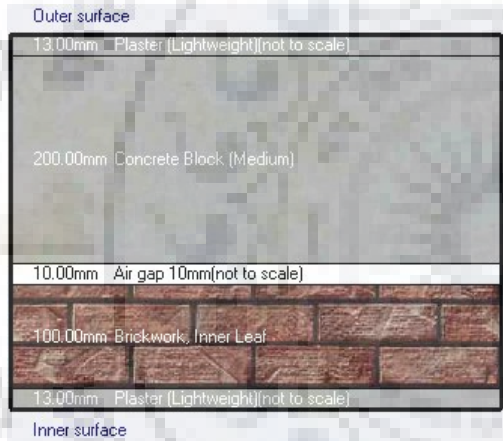 Outer surface
13.00mm Plaster (Lightweight)(not to scale)
200.00mm Concrete Block (Medium)
10.00mm Air gap 10mm(not to scale)
100.00mm Brickwork, Inner Leaf
13.00mm Plaster (Lightweight)(not to scale)
Inner surface